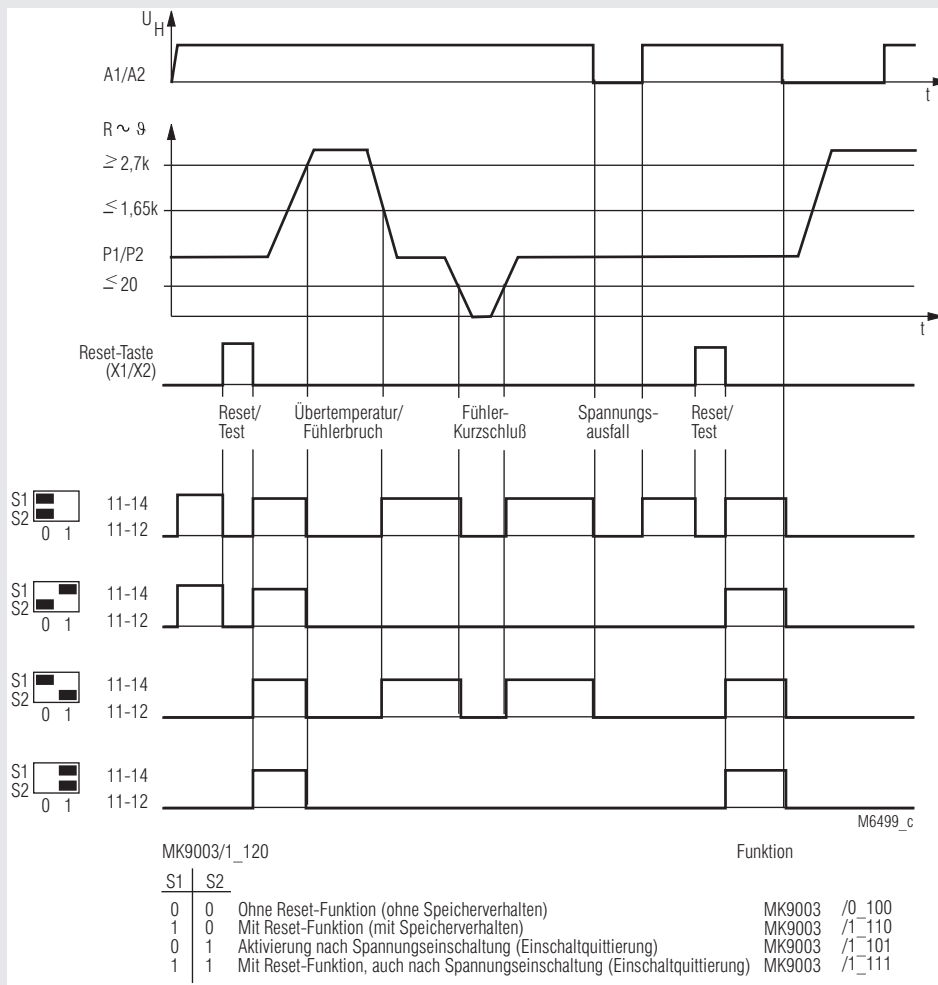 U H
A1/A2
t
R ~ ϑ
≥ 2,7k
≤ 1,65k
P1/P2
≤ 20
t
Reset-Taste
(X1/X2)
Reset/ Übertemperatur/ Fühler- Spannungs- Reset/
Test Fühlerbruch Kurzschluß ausfall Test
S1 11-14
S2 11-12
0 1
S1 11-14
S2 11-12
0 1
S1 11-14
S2 11-12
0 1
S1 11-14
S2 11-12
0 1
M6499_c
MK9003/1_120 Funktion
S1 S2
0 0 Ohne Reset-Funktion (ohne Speicherverhalten) MK9003 /0_100
1 0 Mit Reset-Funktion (mit Speicherverhalten) MK9003 /1_110
0 1 Aktivierung nach Spannungseinschaltung (Einschaltquittierung) MK9003 /1_101
1 1 Mit Reset-Funktion, auch nach Spannungseinschaltung (Einschaltquittierung) MK9003 /1_111